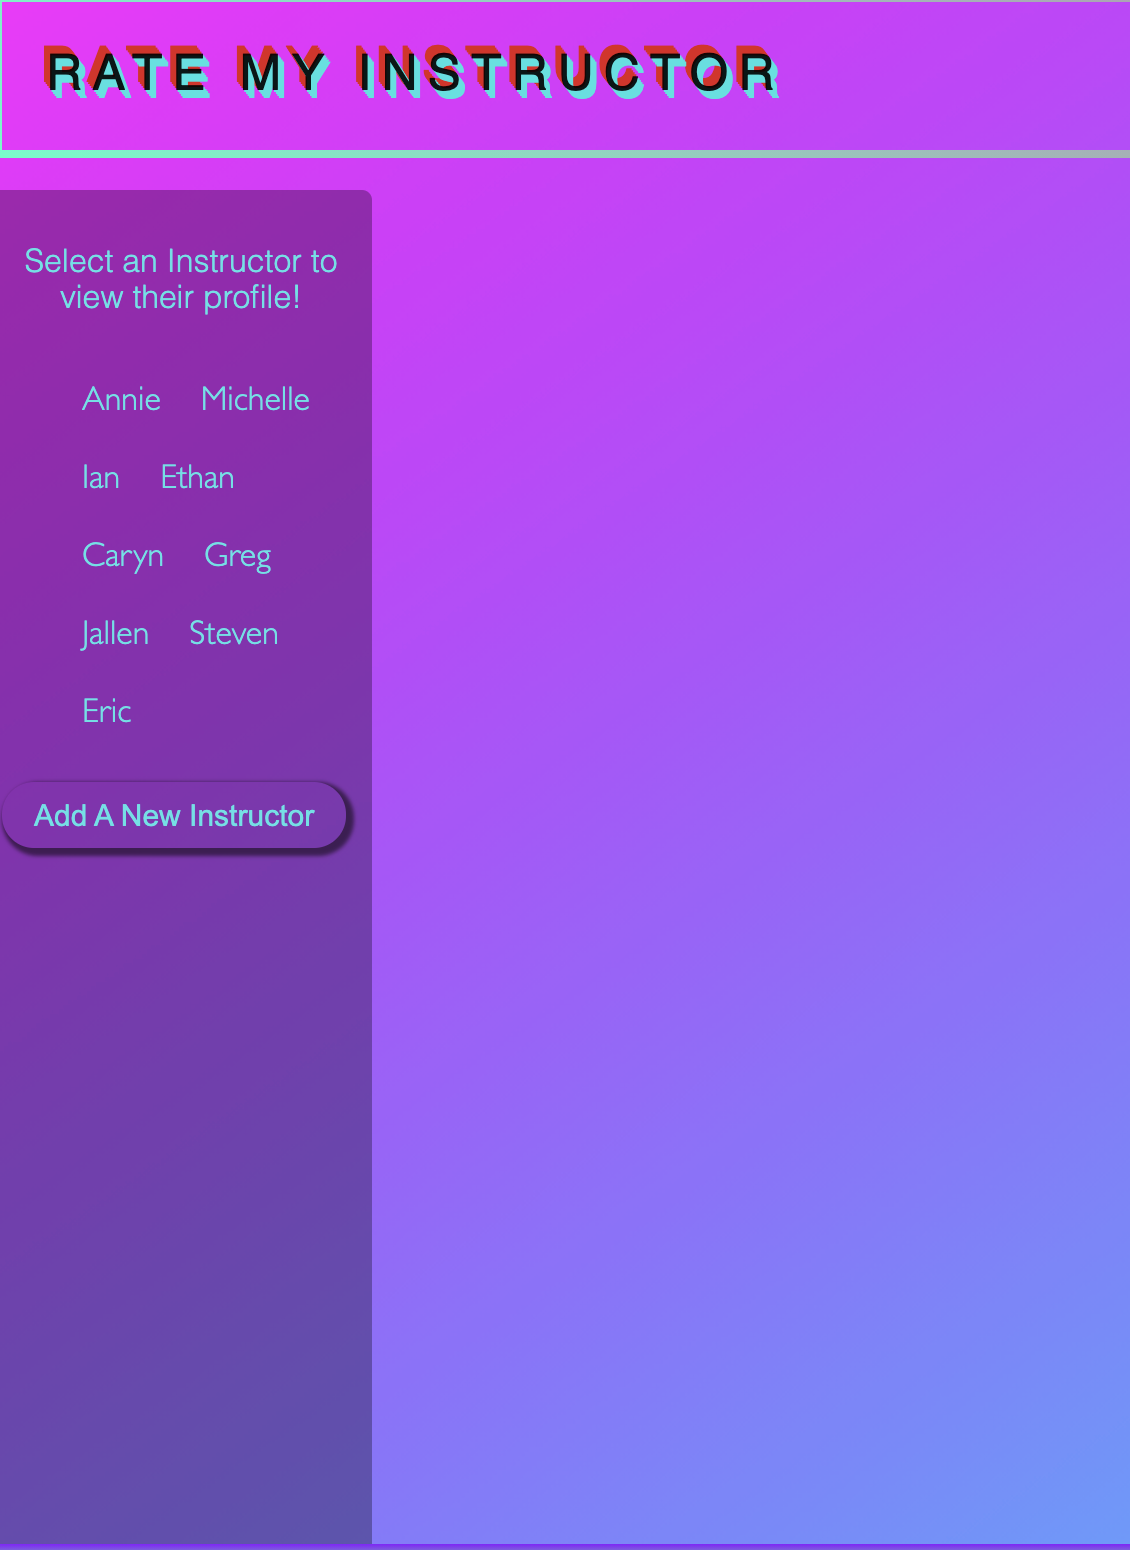 RATE MY INSTRUCTOR
Select an Instructor to
view their profile!
Annie Michelle
Ian Ethan
Caryn Greg
Jallen Steven
Eric
Add A New Instructor